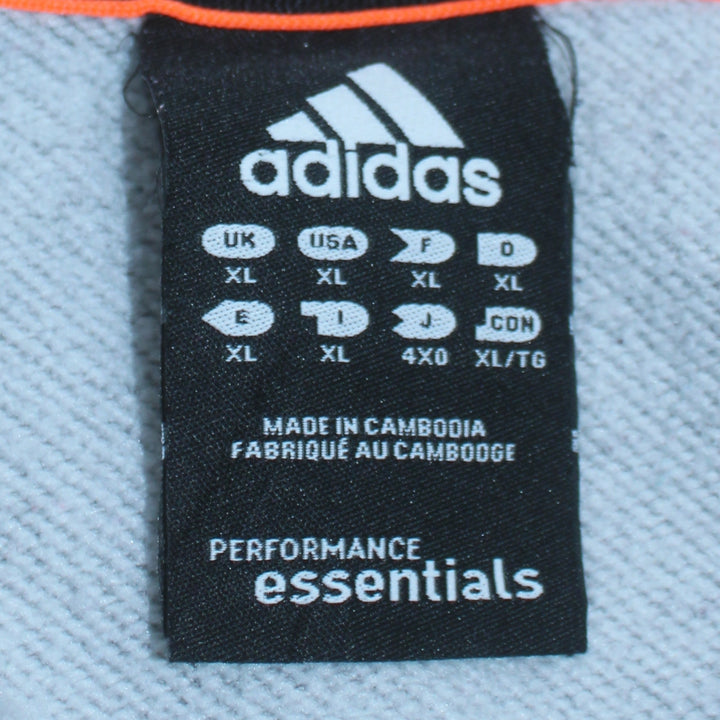 adidas
UK USA F D
XL XL XL XL
E I J CDN
XL XL 4XO XL/TG
MADE IN CAMBODIA
FABRIQUÉ AU CAMBODGE
PERFORMANCE
essentials